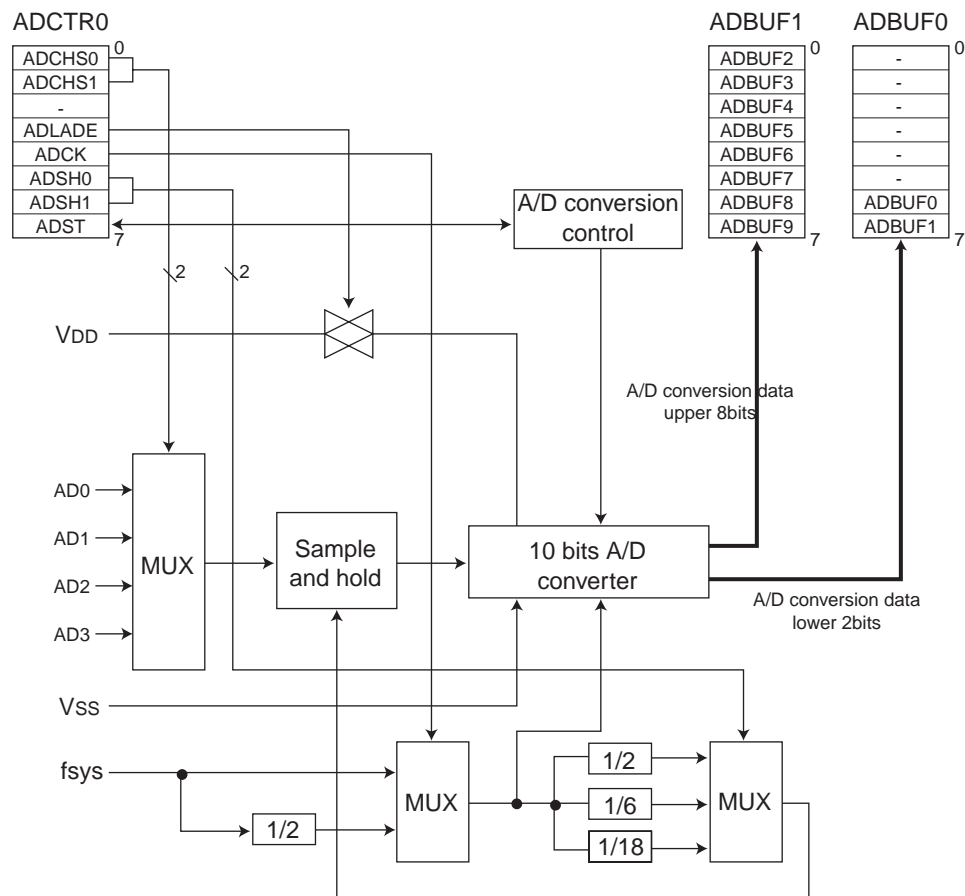 ADCTR0
0
ADCHS0
ADCHS1
-
ADLADE
ADCK
ADSH0
ADSH1
ADST
7
ADBUF1
0
ADBUF2
ADBUF3
ADBUF4
ADBUF5
ADBUF6
ADBUF7
ADBUF8
ADBUF9
7
ADBUF0
0
-
-
-
-
-
-
ADBUF0
ADBUF1
7
A/D conversion
control
2
2
VDD
A/D conversion data
upper 8bits
AD0
AD1
AD2
AD3
MUX
Sample
and hold
10 bits A/D
converter
A/D conversion data
lower 2bits
VSS
fsys
1/2
MUX
1/2
1/6
1/18
MUX